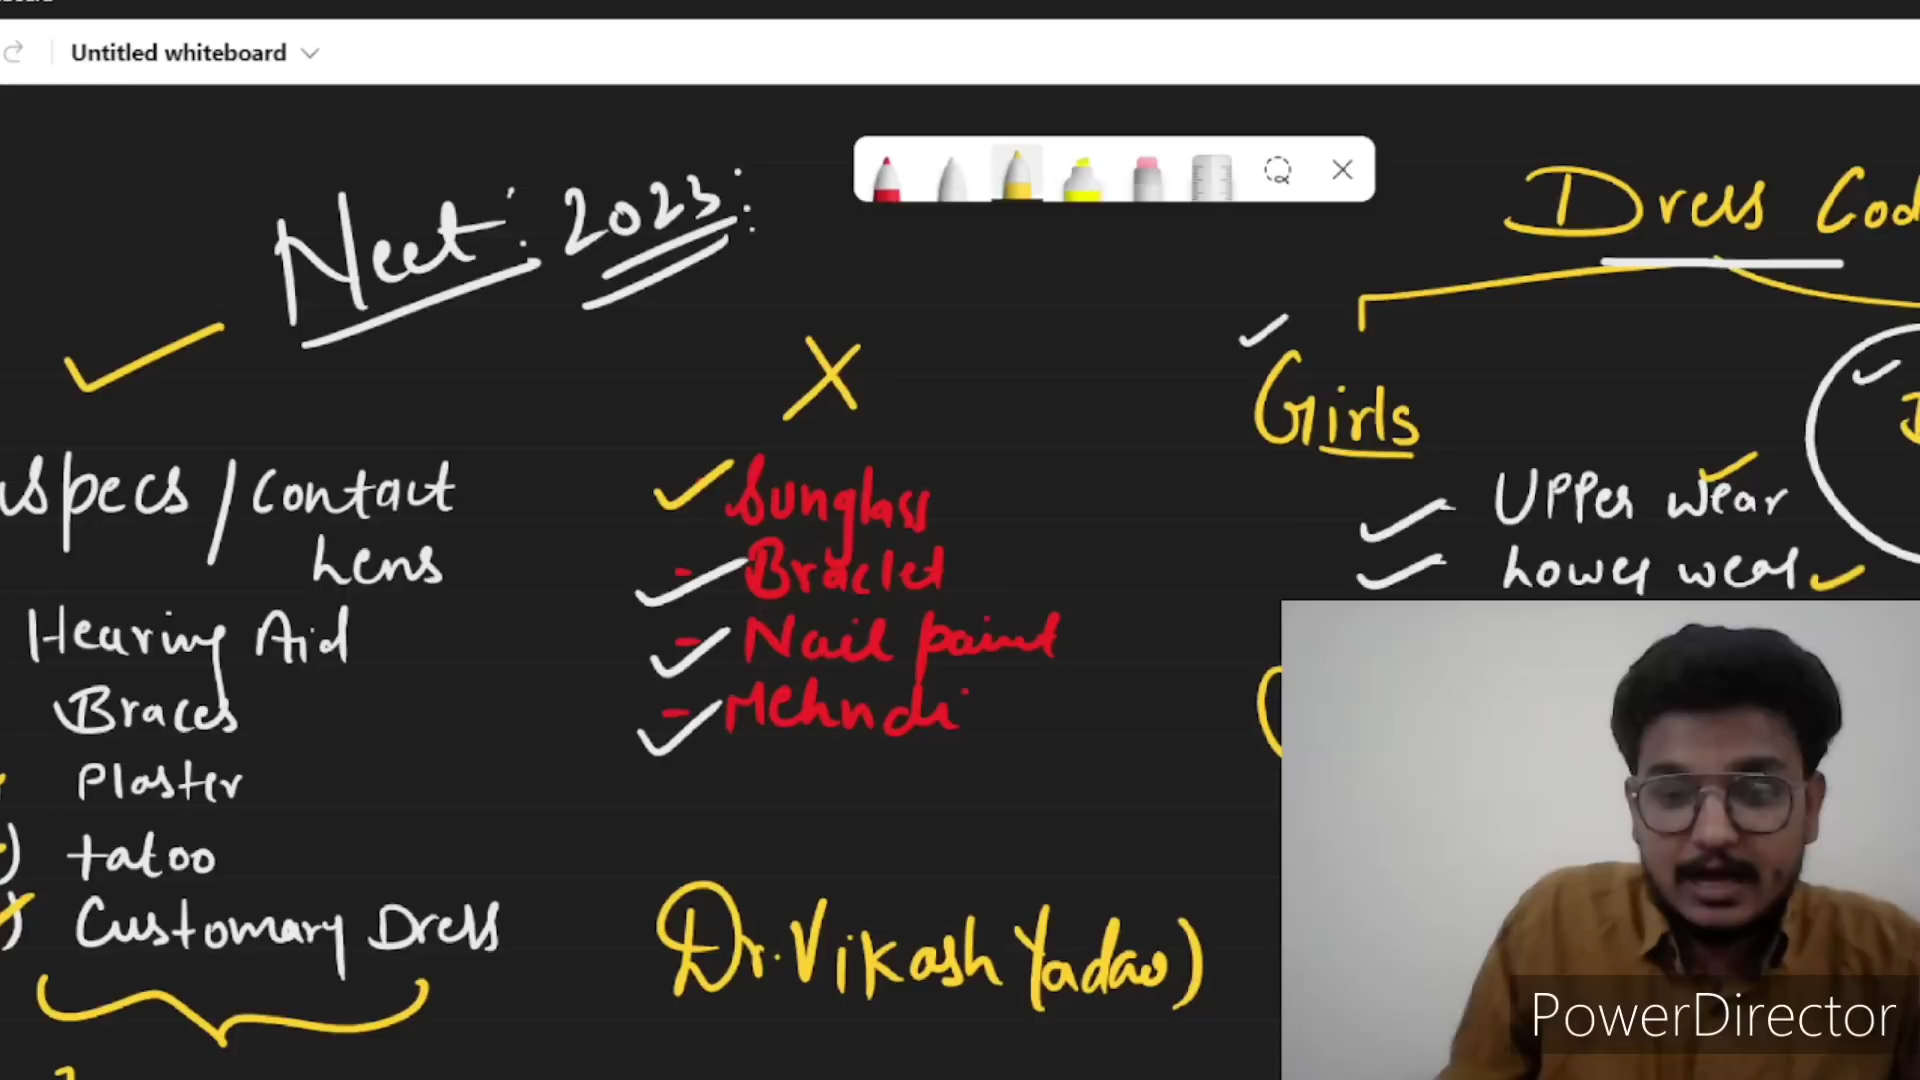 Untitled whiteboard
Neet: 2023:
Dress Cod
Girls
Specs / Contact
Lens
Hearing Aid
Braces
Plaster
tatoo
Customary Dress
Sunglass
- Braclet
- Nail paint
- Mehndi
Upper wear
Lower wear
Dr. Vikash Yadav)
PowerDirector